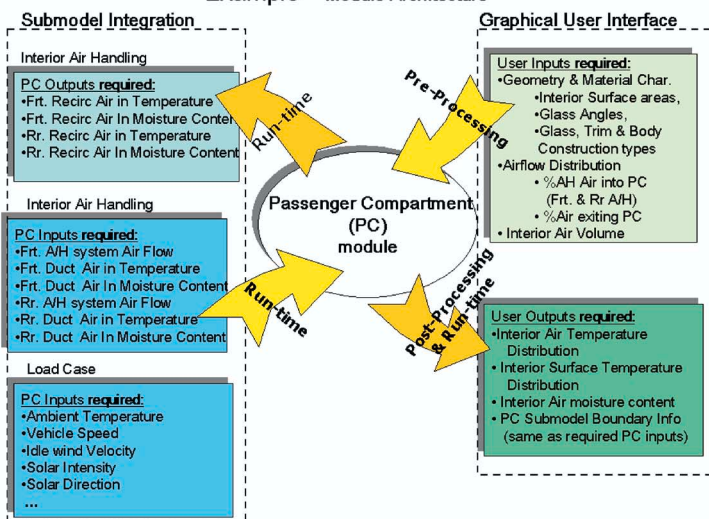 Submodel Integration
Interior Air Handling
PC Outputs required:
•Frt. Recirc Air in Temperature
•Frt. Recirc Air In Moisture Content
•Rr. Recirc Air in Temperature
•Rr. Recirc Air In Moisture Content
Run-time
Interior Air Handling
PC Inputs required:
•Frt. A/H system Air Flow
•Frt. Duct Air in Temperature
•Frt. Duct Air In Moisture Content
•Rr. A/H system Air Flow
•Rr. Duct Air in Temperature
•Rr. Duct Air In Moisture Content
Run-time
Load Case
PC Inputs required:
•Ambient Temperature
•Vehicle Speed
•Idle wind Velocity
•Solar Intensity
•Solar Direction
...
Passenger Compartment
(PC)
module
Graphical User Interface
Pre-Processing
User Inputs required:
•Geometry & Material Char.
•Interior Surface areas,
•Glass Angles,
•Glass, Trim & Body
Construction types
•Airflow Distribution
• %AH Air into PC
(Frt. & Rr A/H)
• %Air exiting PC
• Interior Air Volume
Post-Processing
& Run-time
User Outputs required:
•Interior Air Temperature
Distribution
• Interior Surface Temperature
Distribution
•Interior Air moisture content
• PC Submodel Boundary Info
(same as required PC inputs)